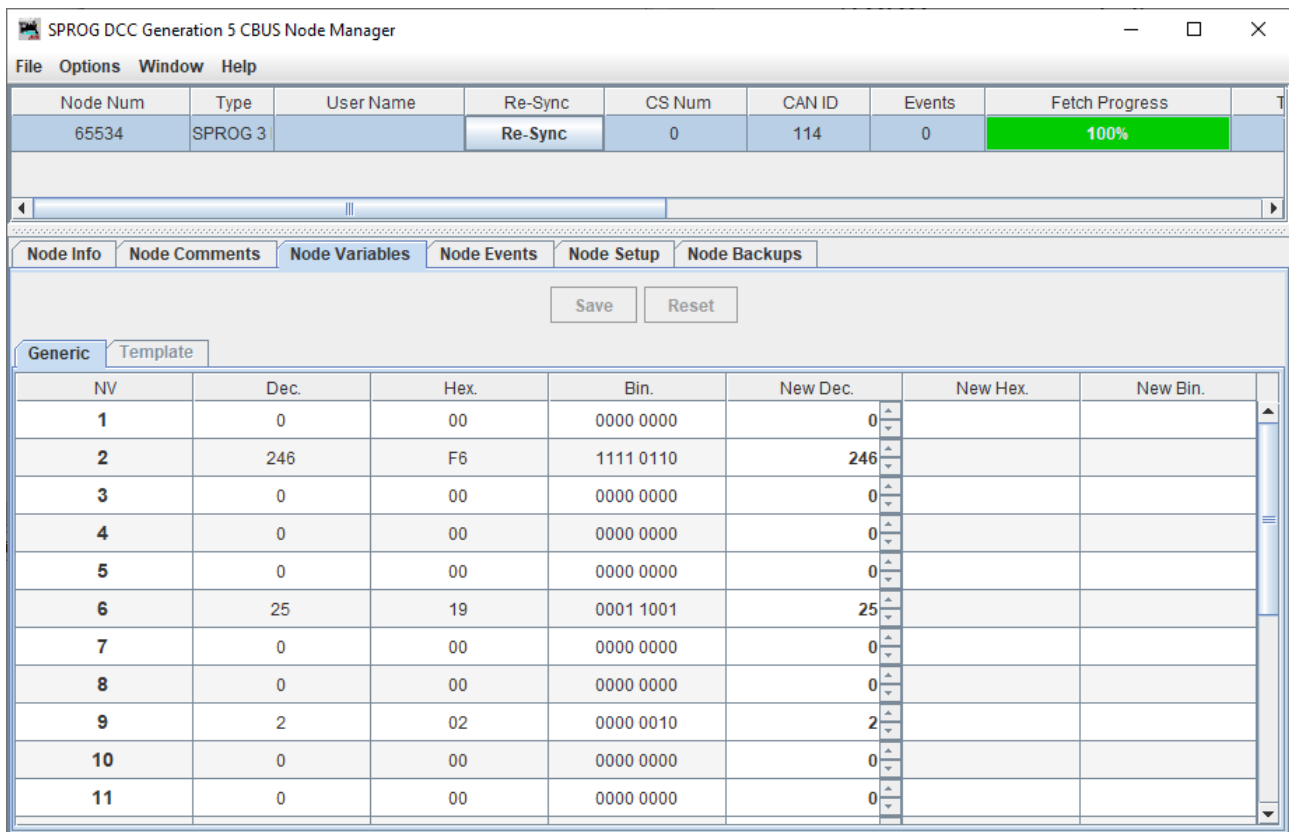 SPROG DCC Generation 5 CBUS Node Manager
File Options Window Help
Node Num Type User Name Re-Sync CS Num CAN ID Events Fetch Progress T
65534 SPROG 3 Re-Sync 0 114 0 100%
Node Info Node Comments Node Variables Node Events Node Setup Node Backups
Save Reset
Generic Template
NV Dec. Hex. Bin. New Dec. New Hex. New Bin.
1 0 00 0000 0000 0
2 246 F6 1111 0110 246
3 0 00 0000 0000 0
4 0 00 0000 0000 0
5 0 00 0000 0000 0
6 25 19 0001 1001 25
7 0 00 0000 0000 0
8 0 00 0000 0000 0
9 2 02 0000 0010 2
10 0 00 0000 0000 0
11 0 00 0000 0000 0